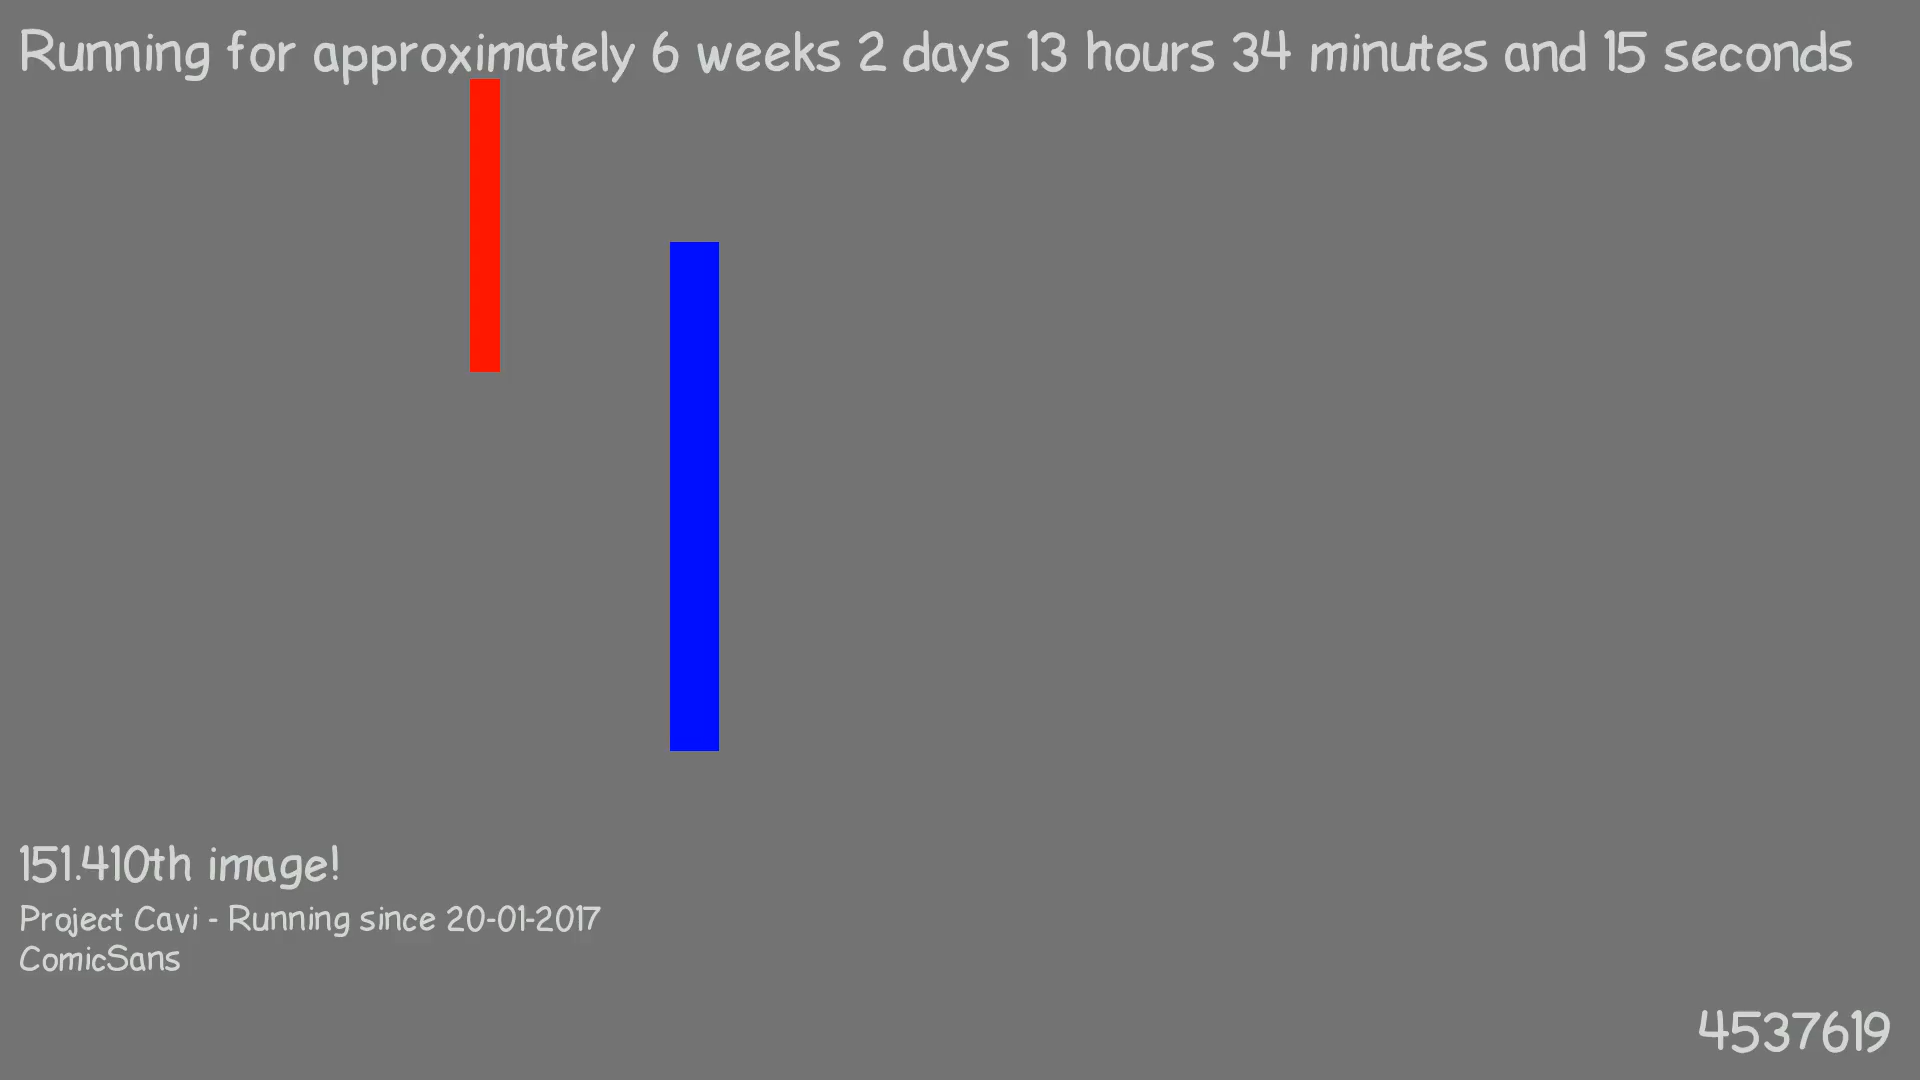 Running for approximately 6 weeks 2 days 13 hours 34 minutes and 15 seconds
151.410th image!
Project Cavi - Running since 20-01-2017
ComicSans
4537619